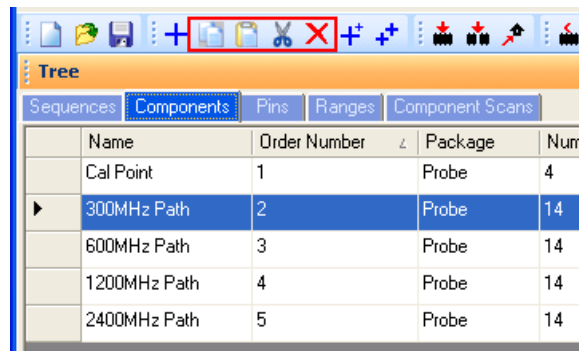 Tree
Sequences Components Pins Ranges Component Scans
Name Order Number Package Num
Cal Point 1 Probe 4
300MHz Path 2 Probe 14
600MHz Path 3 Probe 14
1200MHz Path 4 Probe 14
2400MHz Path 5 Probe 14